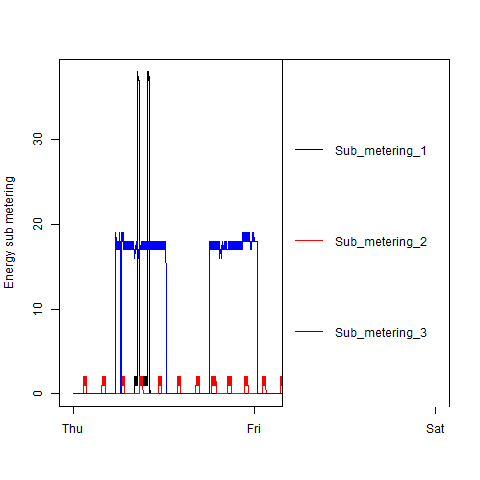 Energy sub metering
30
20
10
0
Thu
Fri
Sat
Sub_metering_1
Sub_metering_2
Sub_metering_3